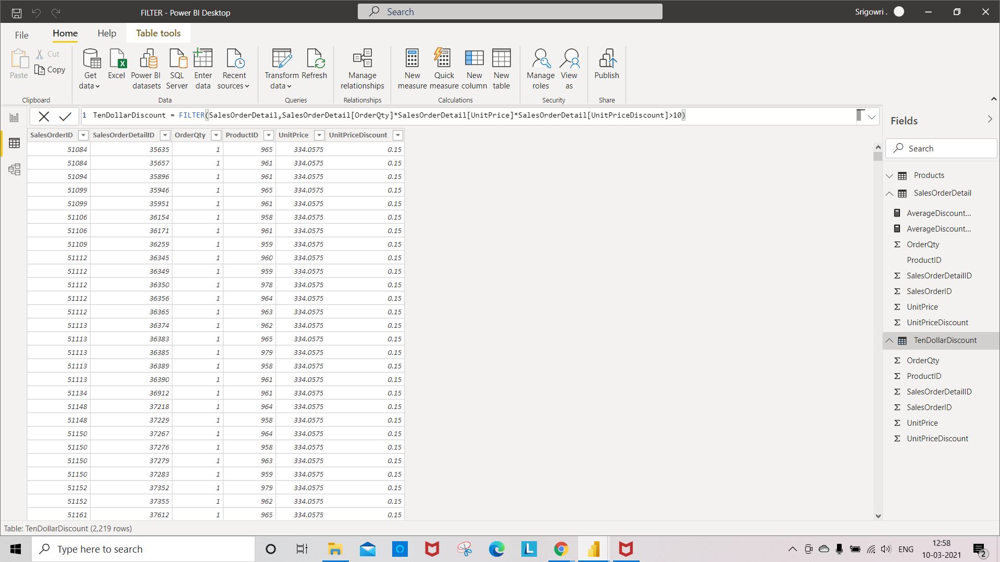 FILTER - Power BI Desktop
Search
Srigowri .
File
Home
Help
Table tools
Paste
Cut
Copy
Clipboard
Get data
Excel
Power BI datasets
SQL Server
Enter data
Recent sources
Data
Transform data
Refresh
Queries
Manage relationships
Relationships
New measure
Quick measure
New column
New table
Calculations
Manage roles
View as
Security
Publish
Share
1 TenDollarDiscount = FILTER(SalesOrderDetail,SalesOrderDetail[OrderQty]*SalesOrderDetail[UnitPrice]*SalesOrderDetail[UnitPriceDiscount]>10)
SalesOrderID SalesOrderDetailID OrderQty ProductID UnitPrice UnitPriceDiscount
51084 35635 1 965 334.0575 0.15
51084 35657 1 961 334.0575 0.15
51094 35896 1 961 334.0575 0.15
51099 35946 1 965 334.0575 0.15
51099 35951 1 961 334.0575 0.15
51106 36154 1 958 334.0575 0.15
51106 36171 1 961 334.0575 0.15
51109 36259 1 959 334.0575 0.15
51112 36345 1 960 334.0575 0.15
51112 36349 1 959 334.0575 0.15
51112 36350 1 978 334.0575 0.15
51112 36356 1 964 334.0575 0.15
51112 36365 1 963 334.0575 0.15
51113 36374 1 962 334.0575 0.15
51113 36383 1 965 334.0575 0.15
51113 36385 1 979 334.0575 0.15
51113 36389 1 958 334.0575 0.15
51113 36390 1 961 334.0575 0.15
51134 36912 1 961 334.0575 0.15
51148 37218 1 964 334.0575 0.15
51148 37229 1 958 334.0575 0.15
51150 37267 1 964 334.0575 0.15
51150 37276 1 958 334.0575 0.15
51150 37279 1 963 334.0575 0.15
51150 37283 1 959 334.0575 0.15
51152 37352 1 979 334.0575 0.15
51152 37355 1 962 334.0575 0.15
51161 37612 1 965 334.0575 0.15
Fields
Search
Products
SalesOrderDetail
AverageDiscount...
AverageDiscount...
Σ OrderQty
ProductID
Σ SalesOrderDetailID
Σ SalesOrderID
Σ UnitPrice
Σ UnitPriceDiscount
TenDollarDiscount
Σ OrderQty
Σ ProductID
Σ SalesOrderDetailID
Σ SalesOrderID
Σ UnitPrice
Σ UnitPriceDiscount
Table: TenDollarDiscount (2,219 rows)
Type here to search
L
ENG
12:58
10-03-2021
2